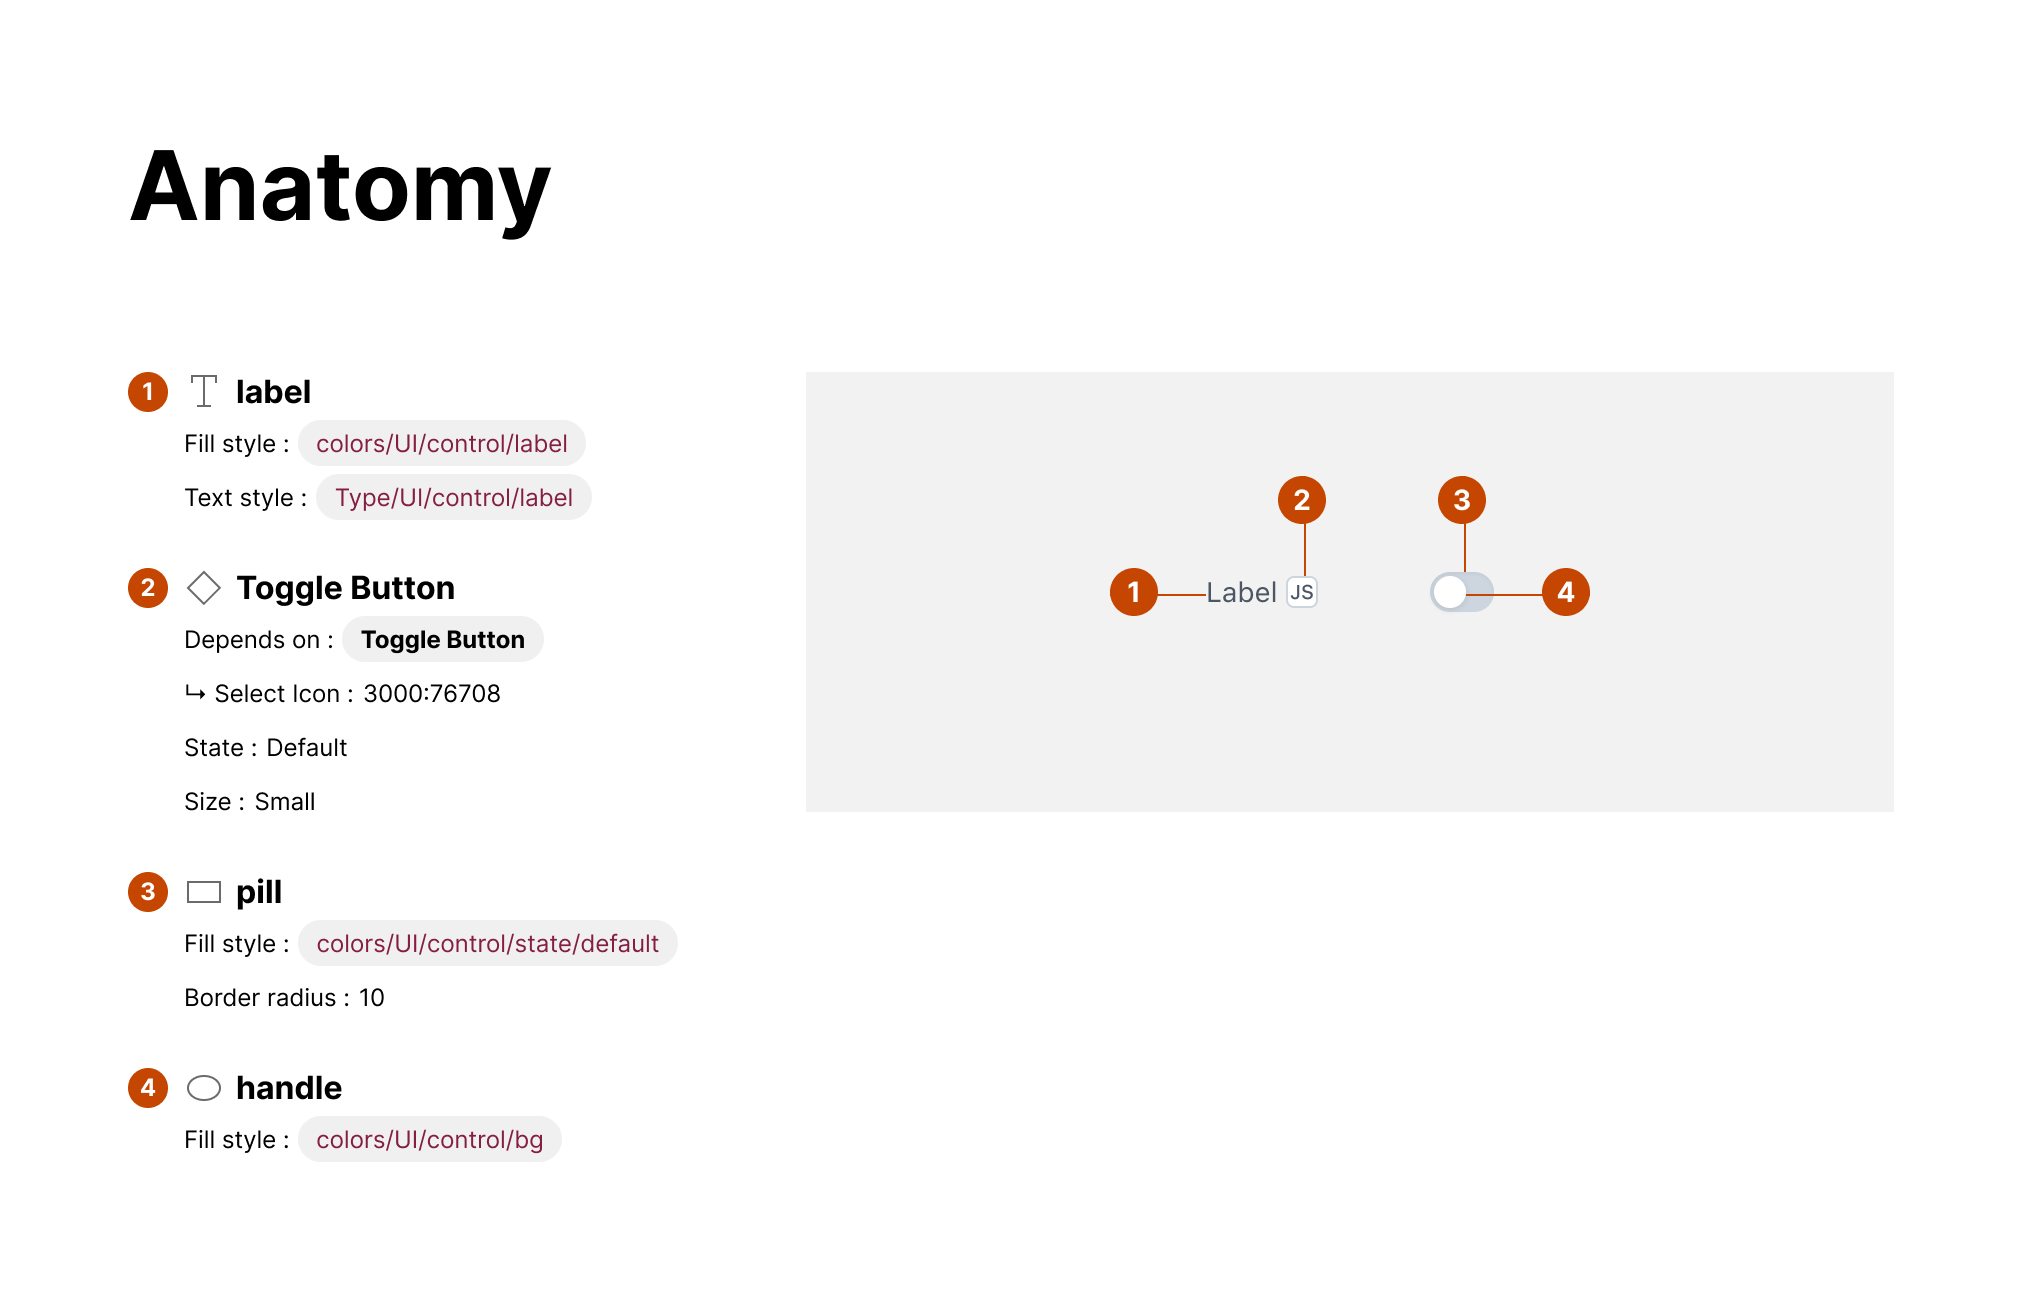 Anatomy
1 label
Fill style : colors/UI/control/label
Text style : Type/UI/control/label
2 Toggle Button
Depends on : Toggle Button
↳ Select Icon : 3000:76708
State : Default
Size : Small
3 pill
Fill style : colors/UI/control/state/default
Border radius : 10
4 handle
Fill style : colors/UI/control/bg
2 3
1 Label JS 4